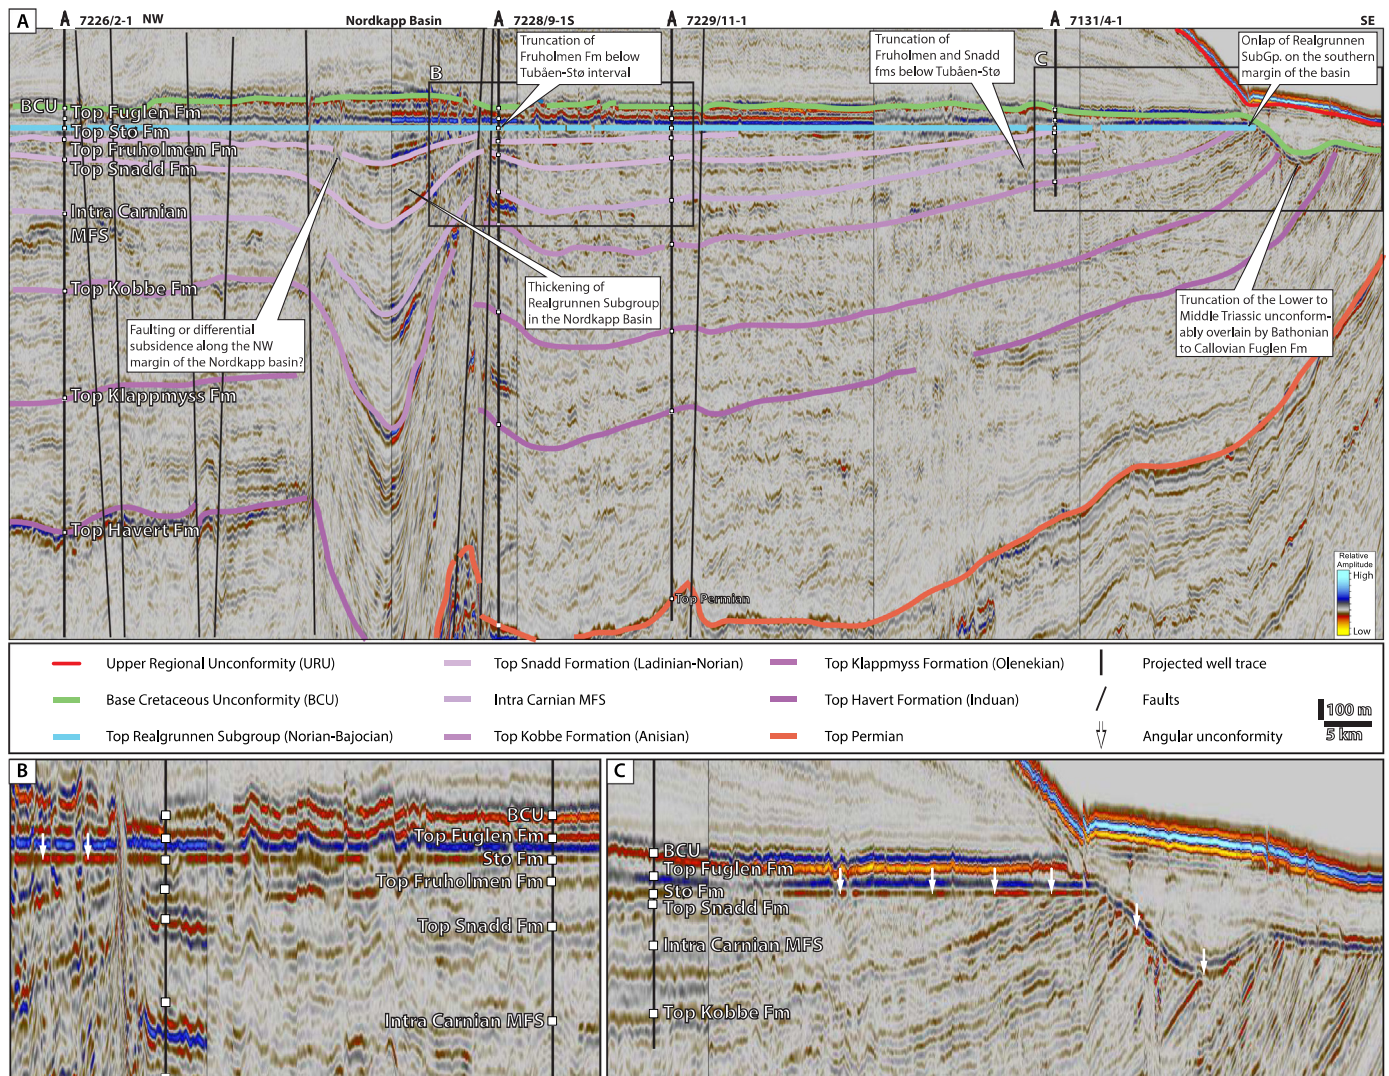 A
7226/2-1 NW
Nordkapp Basin
7228/9-1S
7229/11-1
7131/4-1
SE
Truncation of
Fruholmen Fm below
Tubåen-Stø interval
Truncation of
Fruholmen and Snadd
fms below Tubåen-Stø
Onlap of Realgrunnen
SubGp. on the southern
margin of the basin
B
C
BCU
Top Fuglen Fm
Top Stø Fm
Top Fruholmen Fm
Top Snadd Fm
Intra Carnian
MFS
Top Kobbe Fm
Top Klappmyss Fm
Top Havert Fm
Faulting or differential
subsidence along the NW
margin of the Nordkapp basin?
Thickening of
Realgrunnen Subgroup
in the Nordkapp Basin
Truncation of the Lower to
Middle Triassic unconform-
ably overlain by Bathonian
to Callovian Fuglen Fm
Top Permian
Relative
Amplitude
High
Low
Upper Regional Unconformity (URU)
Base Cretaceous Unconformity (BCU)
Top Realgrunnen Subgroup (Norian-Bajocian)
Top Snadd Formation (Ladinian-Norian)
Intra Carnian MFS
Top Kobbe Formation (Anisian)
Top Klappmyss Formation (Olenekian)
Top Havert Formation (Induan)
Top Permian
Projected well trace
Faults
Angular unconformity
100 m
5 km
B
BCU
Top Fuglen Fm
Stø Fm
Top Fruholmen Fm
Top Snadd Fm
Intra Carnian MFS
C
BCU
Top Fuglen Fm
Stø Fm
Top Snadd Fm
Intra Carnian MFS
Top Kobbe Fm